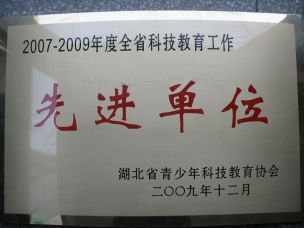 2007-2009年度全省科技教育工作
先进单位
湖北省青少年科技教育协会
二〇〇九年十二月